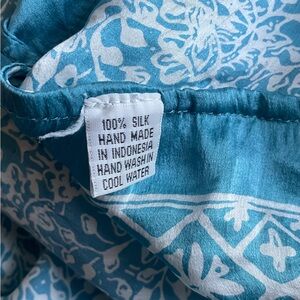 100% SILK
HAND MADE
IN INDONESIA
HAND WASH IN
COOL WATER